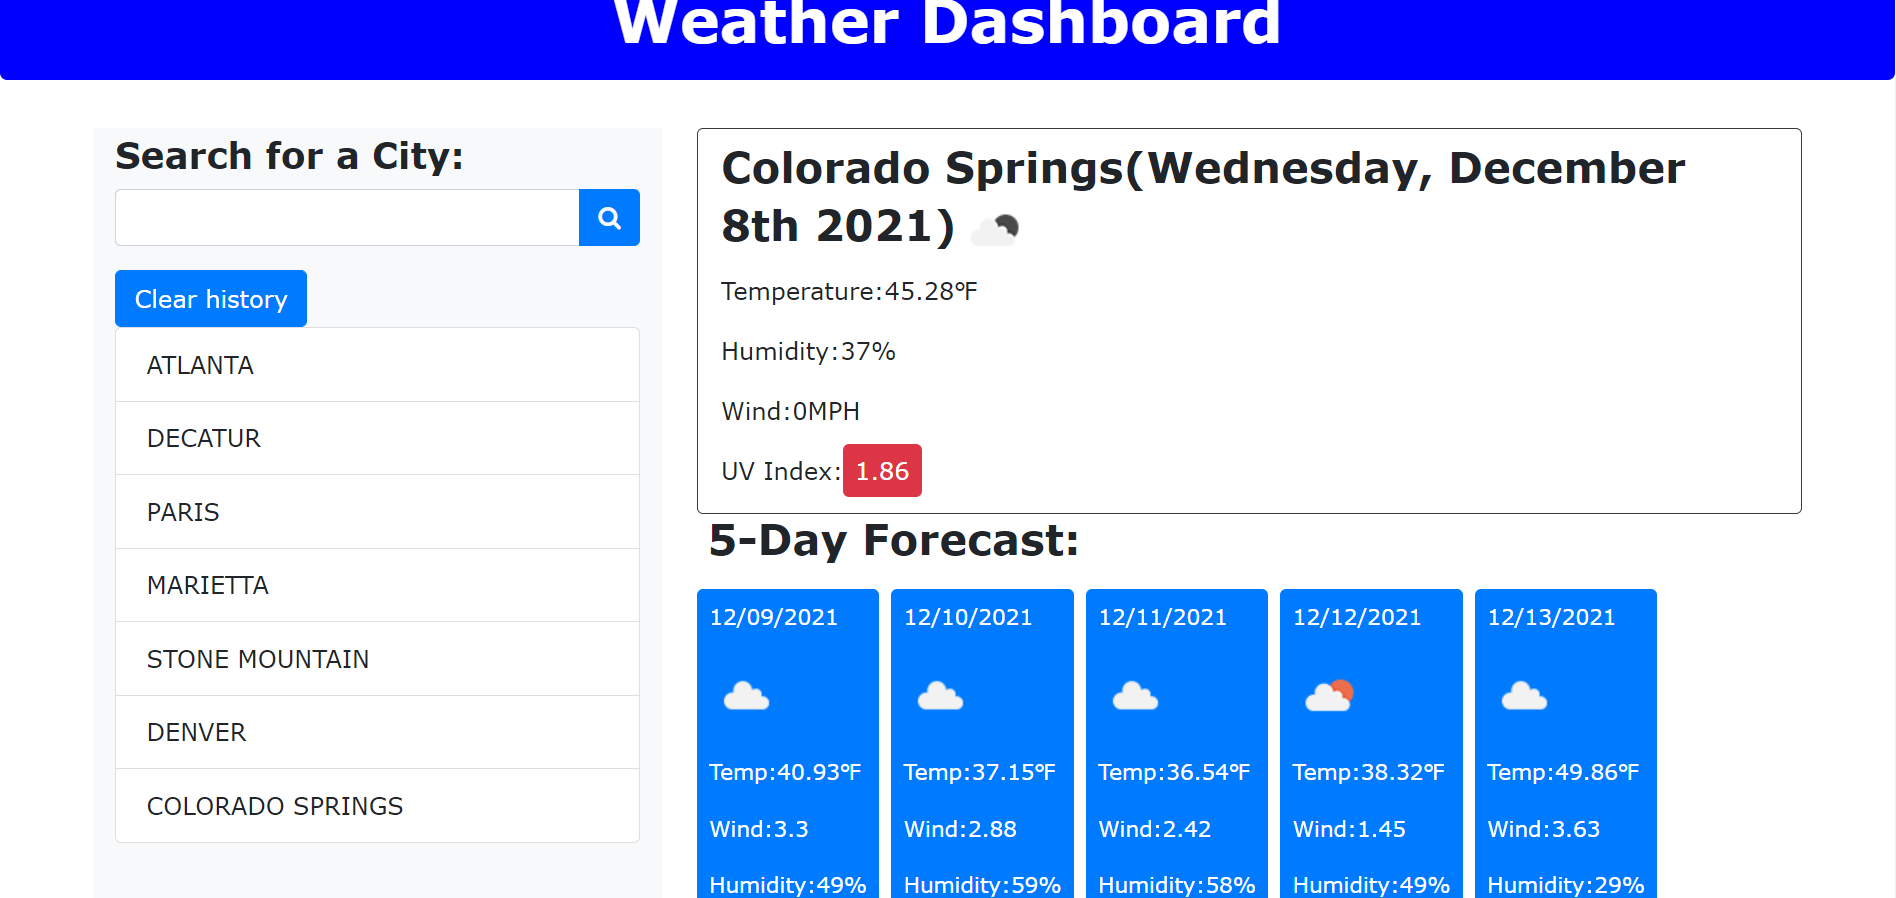 Weather Dashboard
Search for a City:
Clear history
ATLANTA
DECATUR
PARIS
MARIETTA
STONE MOUNTAIN
DENVER
COLORADO SPRINGS
Colorado Springs(Wednesday, December
8th 2021)
Temperature:45.28°F
Humidity:37%
Wind:0MPH
UV Index:1.86
5-Day Forecast:
12/09/2021
Temp:40.93°F
Wind:3.3
Humidity:49%
12/10/2021
Temp:37.15°F
Wind:2.88
Humidity:59%
12/11/2021
Temp:36.54°F
Wind:2.42
Humidity:58%
12/12/2021
Temp:38.32°F
Wind:1.45
Humidity:49%
12/13/2021
Temp:49.86°F
Wind:3.63
Humidity:29%